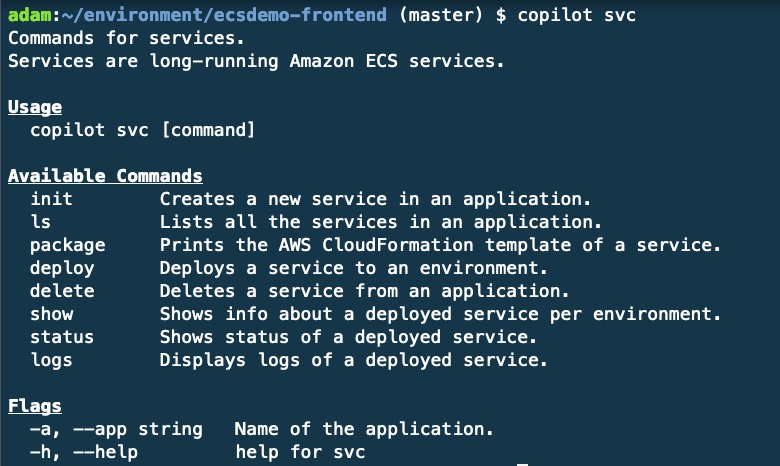 adam:~/environment/ecsdemo-frontend (master) $ copilot svc
Commands for services.
Services are long-running Amazon ECS services.
Usage
copilot svc [command]
Available Commands
init Creates a new service in an application.
ls Lists all the services in an application.
package Prints the AWS CloudFormation template of a service.
deploy Deploys a service to an environment.
delete Deletes a service from an application.
show Shows info about a deployed service per environment.
status Shows status of a deployed service.
logs Displays logs of a deployed service.
Flags
-a, --app string Name of the application.
-h, --help help for svc